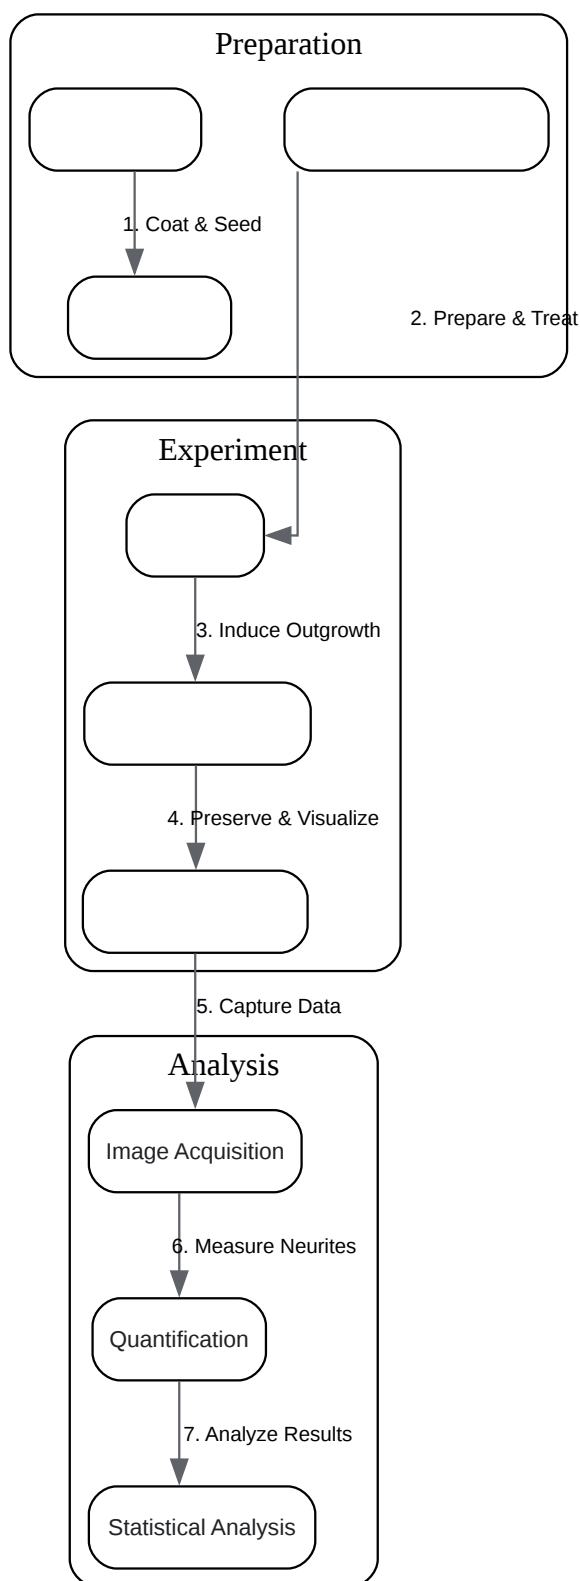 Preparation
1. Coat & Seed
2. Prepare & Treat
Experiment
3. Induce Outgrowth
4. Preserve & Visualize
5. Capture Data
Analysis
Image Acquisition
6. Measure Neurites
Quantification
7. Analyze Results
Statistical Analysis